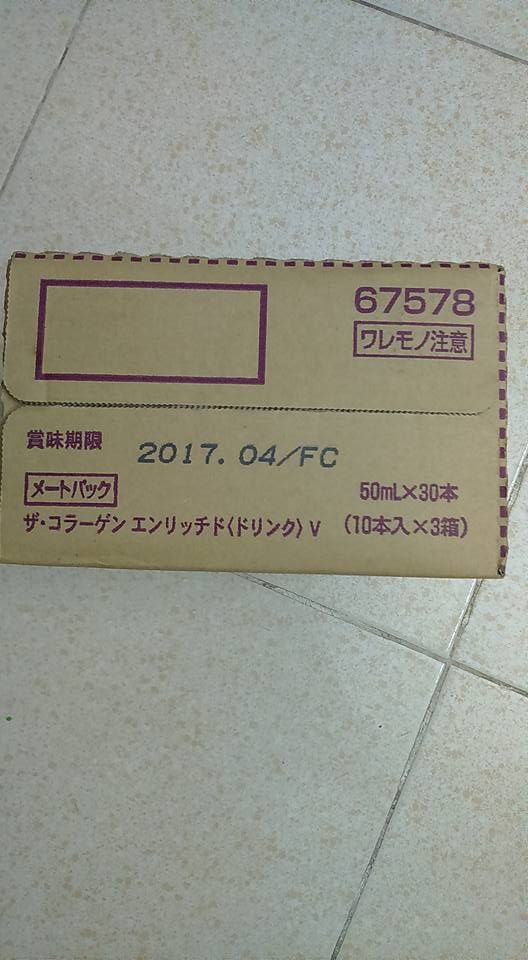 67578
ワレモノ注意
賞味期限 2017.04/FC
メートパック 50mL×30本
ザ・コラーゲン エンリッチド〈ドリンク〉V (10本入×3箱)